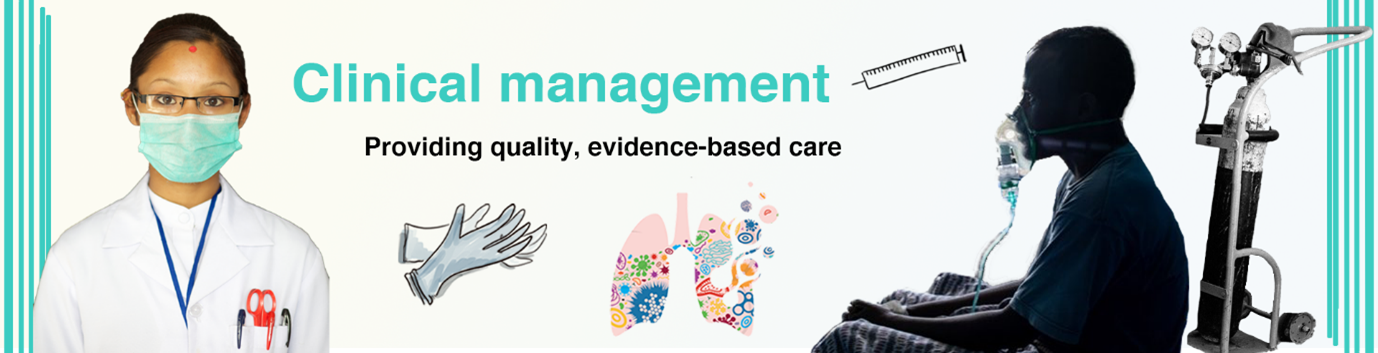 Clinical management
Providing quality, evidence-based care